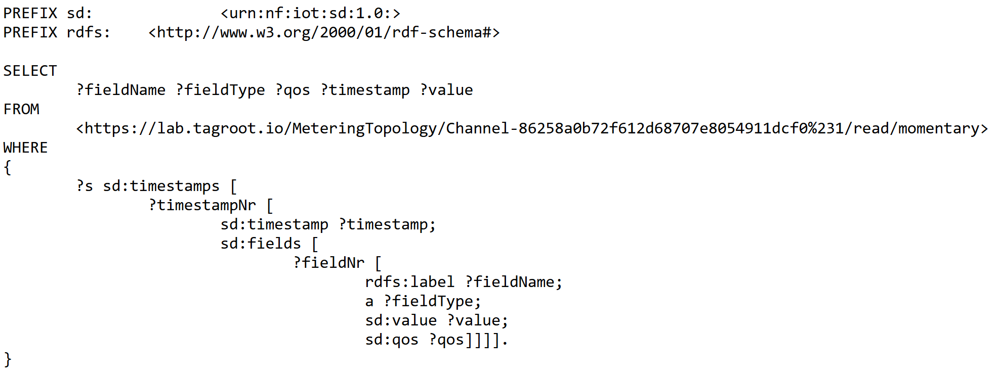 PREFIX sd: <urn:nf:iot:sd:1.0:>
PREFIX rdfs: <http://www.w3.org/2000/01/rdf-schema#>
SELECT
?fieldName ?fieldType ?qos ?timestamp ?value
FROM
<https://lab.tagroot.io/MeteringTopology/Channel-86258a0b72f612d68707e8054911dcf0%231/read/momentary>
WHERE
{
?s sd:timestamps [
?timestampNr [
sd:timestamp ?timestamp;
sd:fields [
?fieldNr [
rdfs:label ?fieldName;
a ?fieldType;
sd:value ?value;
sd:qos ?qos]]]].
}